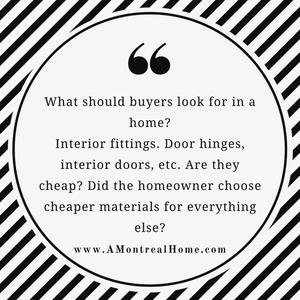 What should buyers look for in a
home?
Interior fittings. Door hinges,
interior doors, etc. Are they
cheap? Did the homeowner choose
cheaper materials for everything
else?
www.AMontrealHome.com